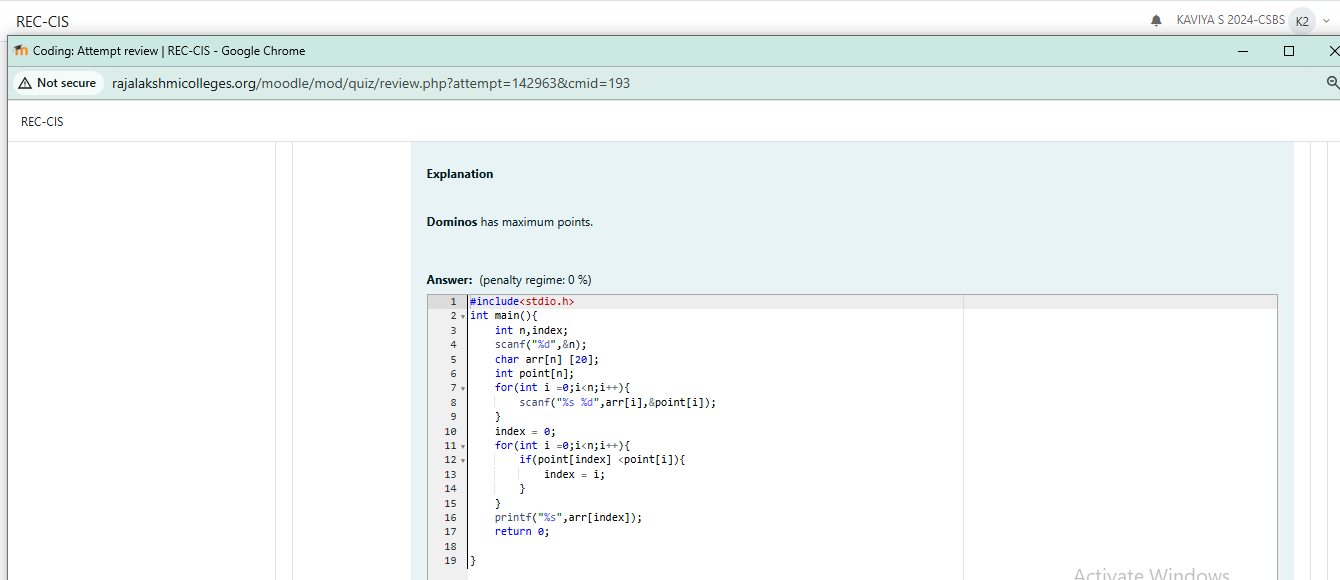 REC-CIS
KAVIYA S 2024-CSBS K2
Coding: Attempt review | REC-CIS - Google Chrome
Not secure rajalakshmicolleges.org/moodle/mod/quiz/review.php?attempt=142963&cmid=193
REC-CIS
Explanation
Dominos has maximum points.
Answer: (penalty regime: 0 %)
1 #include<stdio.h>
2 int main(){
3     int n,index;
4     scanf("%d",&n);
5     char arr[n] [20];
6     int point[n];
7     for(int i =0;i<n;i++){
8         scanf("%s %d",arr[i],&point[i]);
9     }
10     index = 0;
11     for(int i =0;i<n;i++){
12         if(point[index] <point[i]){
13             index = i;
14         }
15     }
16     printf("%s",arr[index]);
17     return 0;
18
19 }
Activate Windows